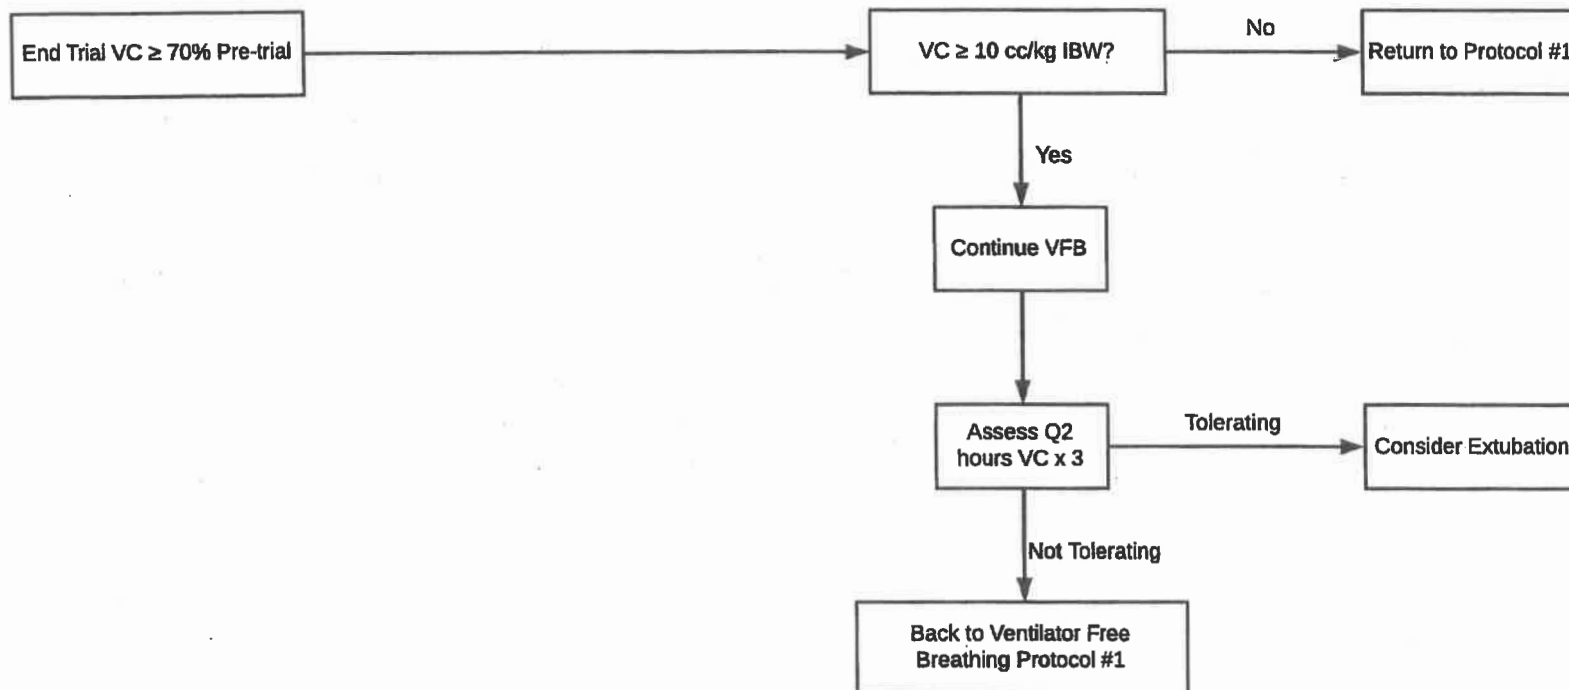 End Trial VC ≥ 70% Pre-trial
VC ≥ 10 cc/kg IBW?
No
Return to Protocol #1
Yes
Continue VFB
Assess Q2
hours VC x 3
Tolerating
Consider Extubation
Not Tolerating
Back to Ventilator Free
Breathing Protocol #1